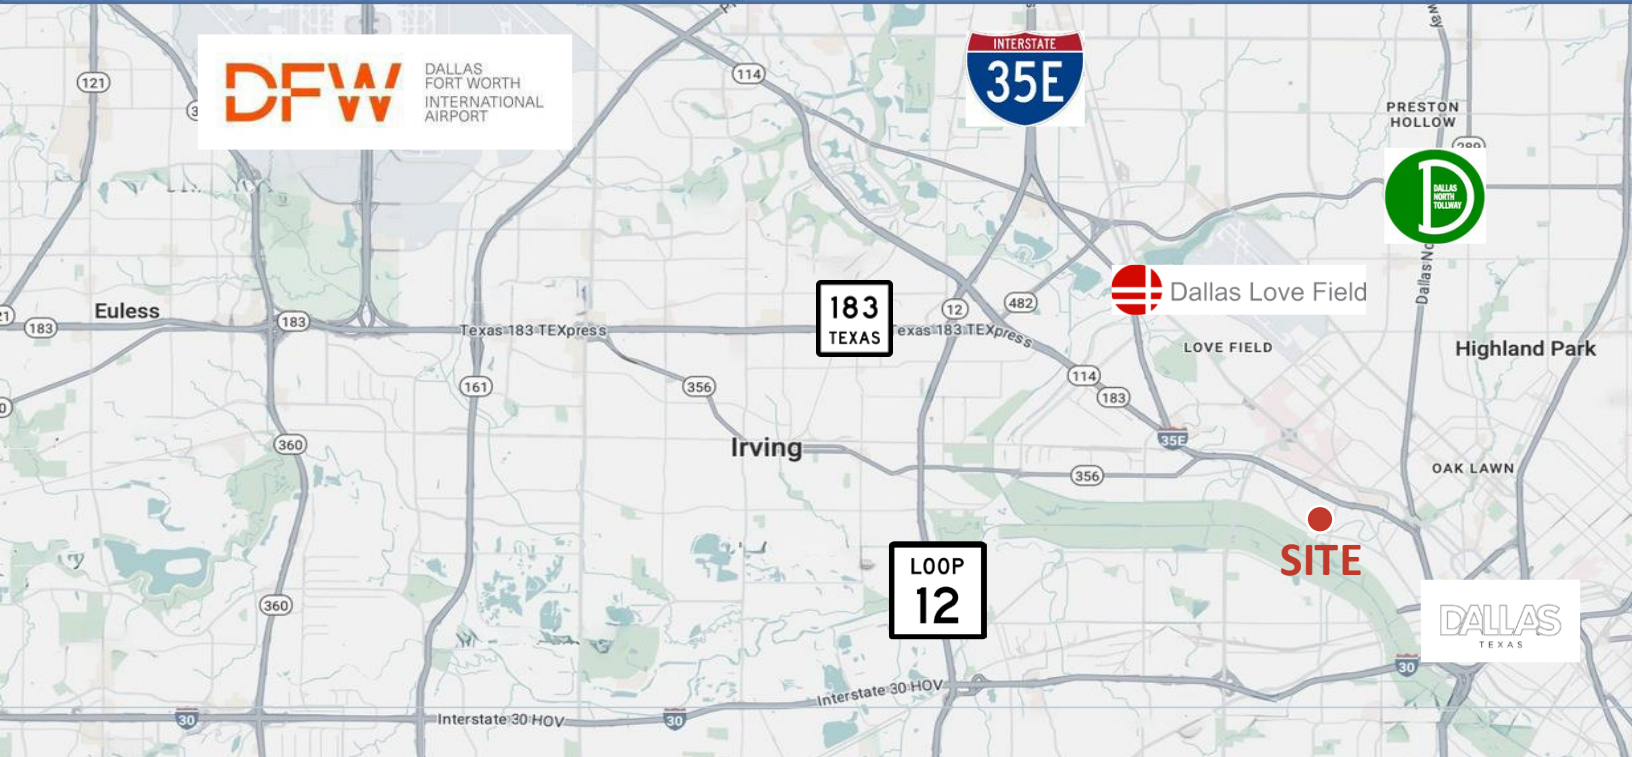 INTERSTATE
35E
121
DFW
DALLAS
FORT WORTH
INTERNATIONAL
AIRPORT
114
PRESTON
HOLLOW
289
DALLAS
NORTH
TOLLWAY
Dallas Love Field
183
TEXAS
12
482
Euless
183
183
Texas 183 TEXpress
Texas 183 TEXpress
LOVE FIELD
Highland Park
161
356
114
183
360
Irving
35E
356
OAK LAWN
SITE
LOOP
12
360
DALLAS
TEXAS
30
Interstate 30 HOV
30
Interstate 30 HOV
30